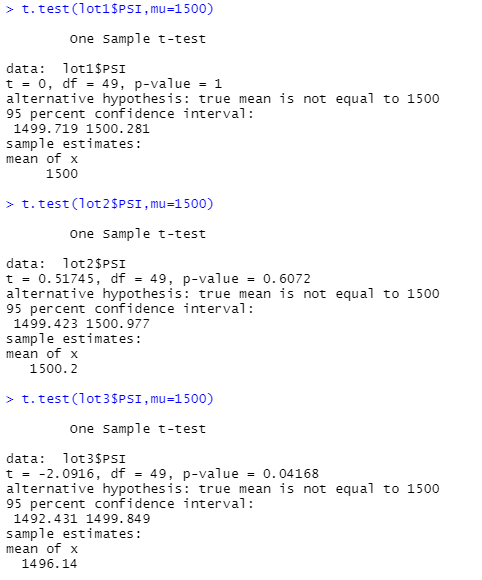 > t.test(lot1$PSI,mu=1500)
One Sample t-test
data:  lot1$PSI
t = 0, df = 49, p-value = 1
alternative hypothesis: true mean is not equal to 1500
95 percent confidence interval:
1499.719 1500.281
sample estimates:
mean of x
1500
> t.test(lot2$PSI,mu=1500)
One Sample t-test
data:  lot2$PSI
t = 0.51745, df = 49, p-value = 0.6072
alternative hypothesis: true mean is not equal to 1500
95 percent confidence interval:
1499.423 1500.977
sample estimates:
mean of x
1500.2
> t.test(lot3$PSI,mu=1500)
One Sample t-test
data:  lot3$PSI
t = -2.0916, df = 49, p-value = 0.04168
alternative hypothesis: true mean is not equal to 1500
95 percent confidence interval:
1492.431 1499.849
sample estimates:
mean of x
1496.14